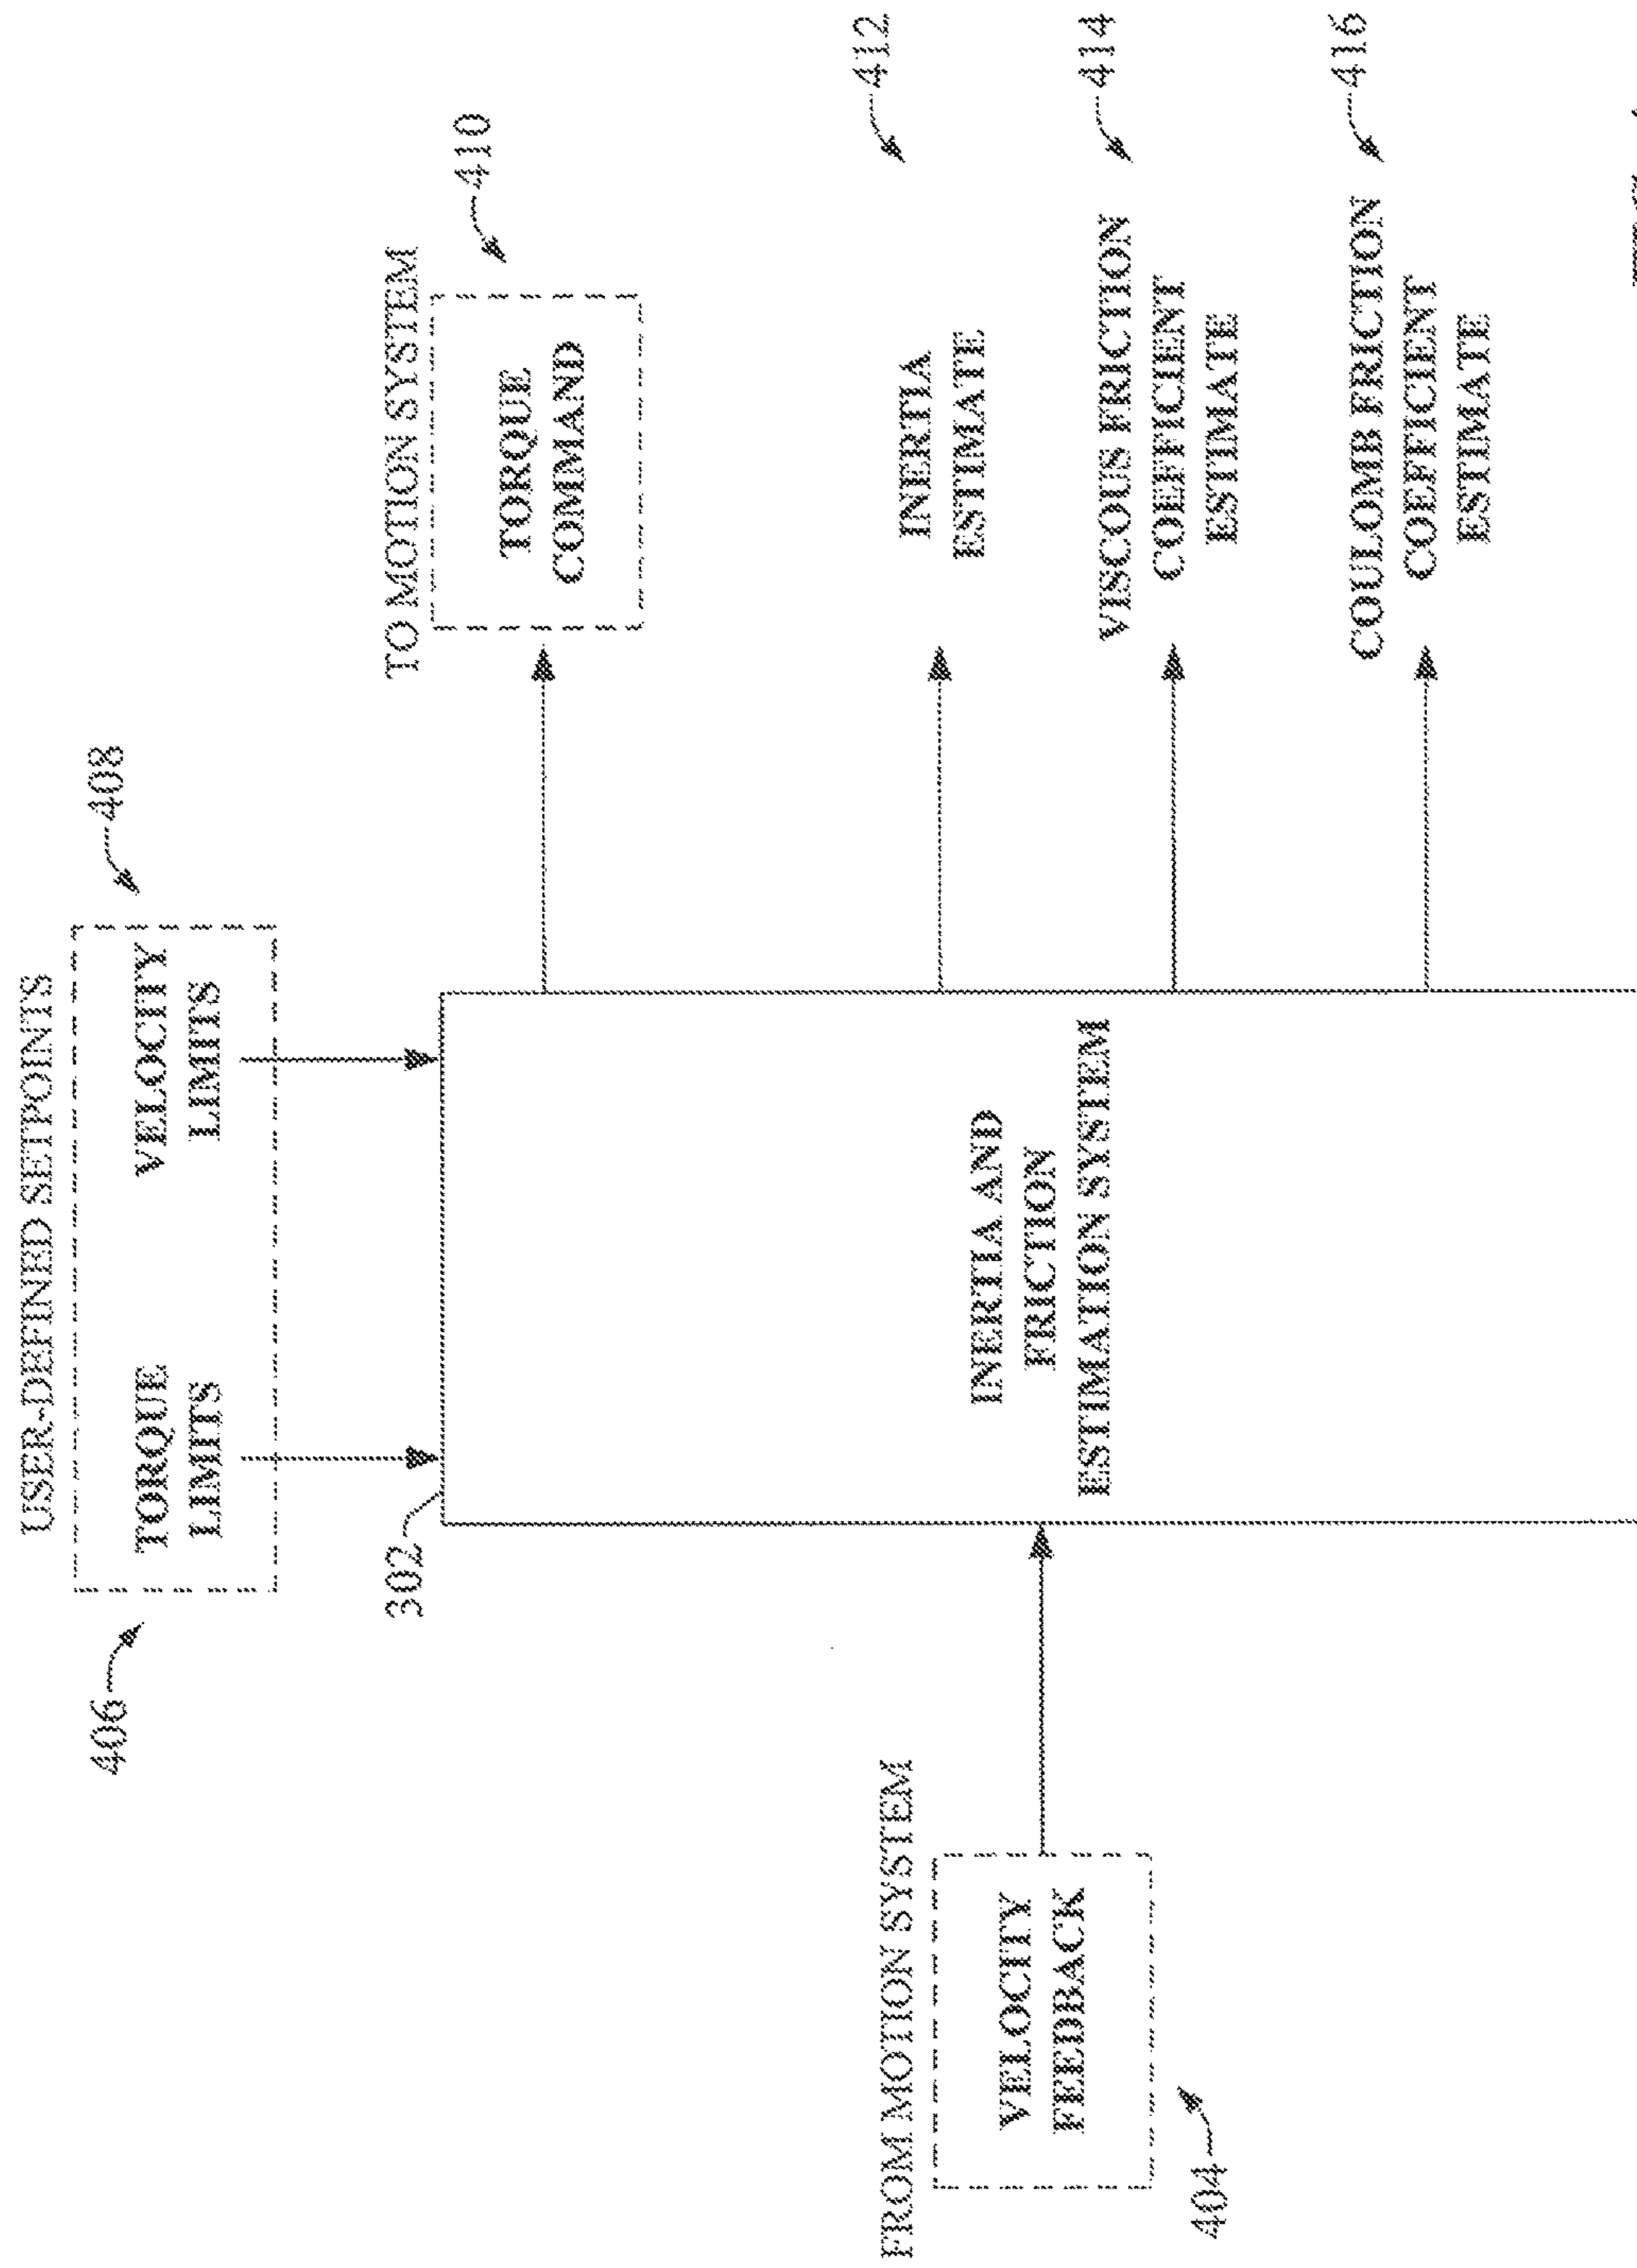 USER-DEFINED SETPOINTS
406
TORQUE
LIMITS
VELOCITY
LIMITS
408
302
TO MOTION SYSTEM
TORQUE
COMMAND
410
FROM MOTION SYSTEM
VELOCITY
FEEDBACK
404
INERTIA AND
FRICTION
ESTIMATION SYSTEM
INERTIA
ESTIMATE
412
VISCOUS FRICTION
COEFFICIENT
ESTIMATE
414
COULOMB FRICTION
COEFFICIENT
ESTIMATE
416